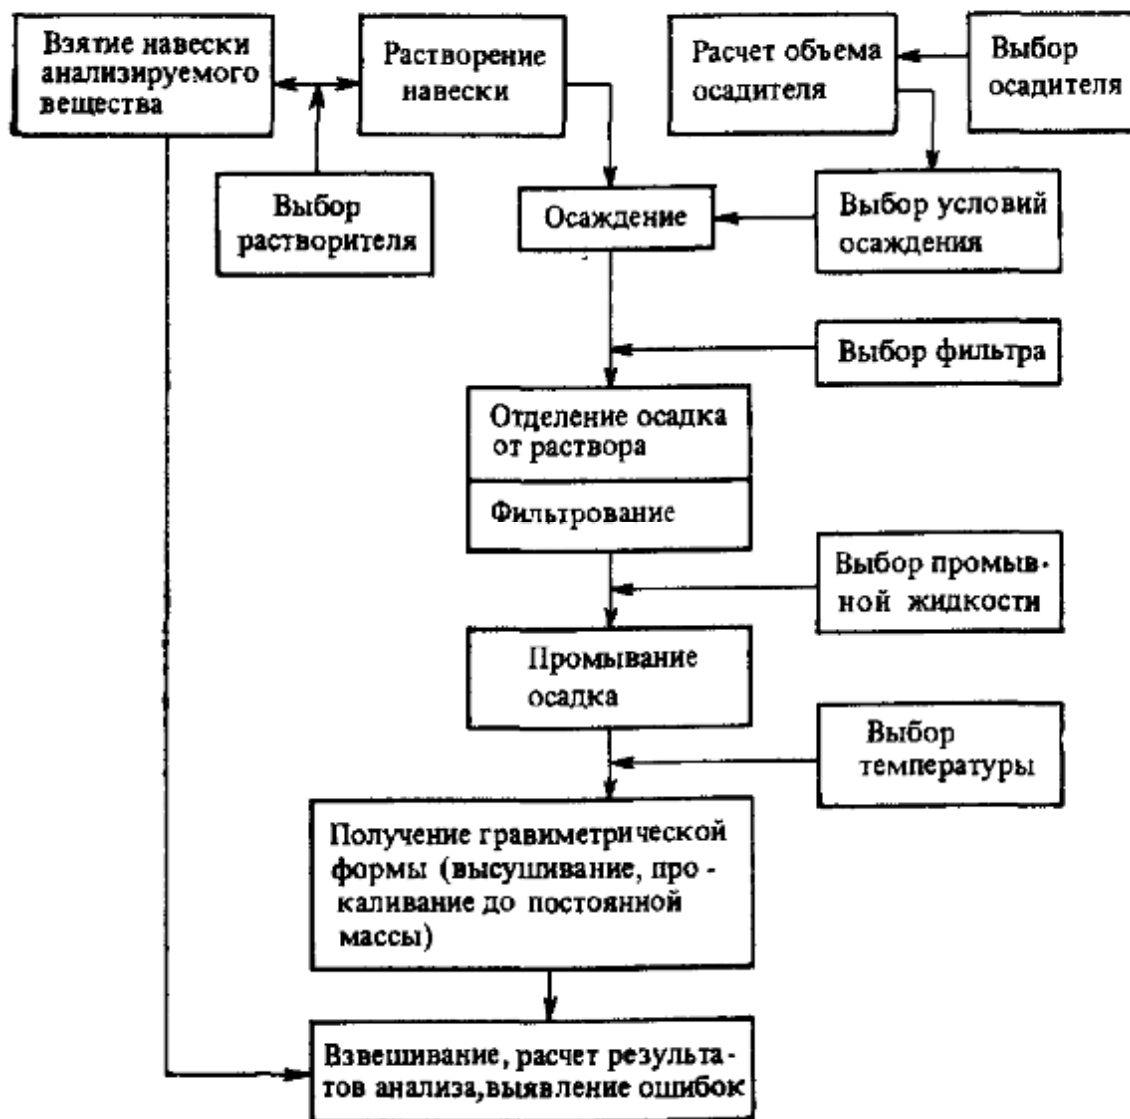 Взятие навески
анализируемого
вещества
Растворение
навески
Расчет объема
осадителя
Выбор
осадителя
Выбор
растворителя
Осаждение
Выбор условий
осаждения
Выбор фильтра
Отделение осадка
от раствора
Фильтрование
Выбор промыв-
ной жидкости
Промывание
осадка
Выбор
температуры
Получение гравиметрической
формы (высушивание, про-
каливание до постоянной
массы)
Взвешивание, расчет результа-
тов анализа, выявление ошибок